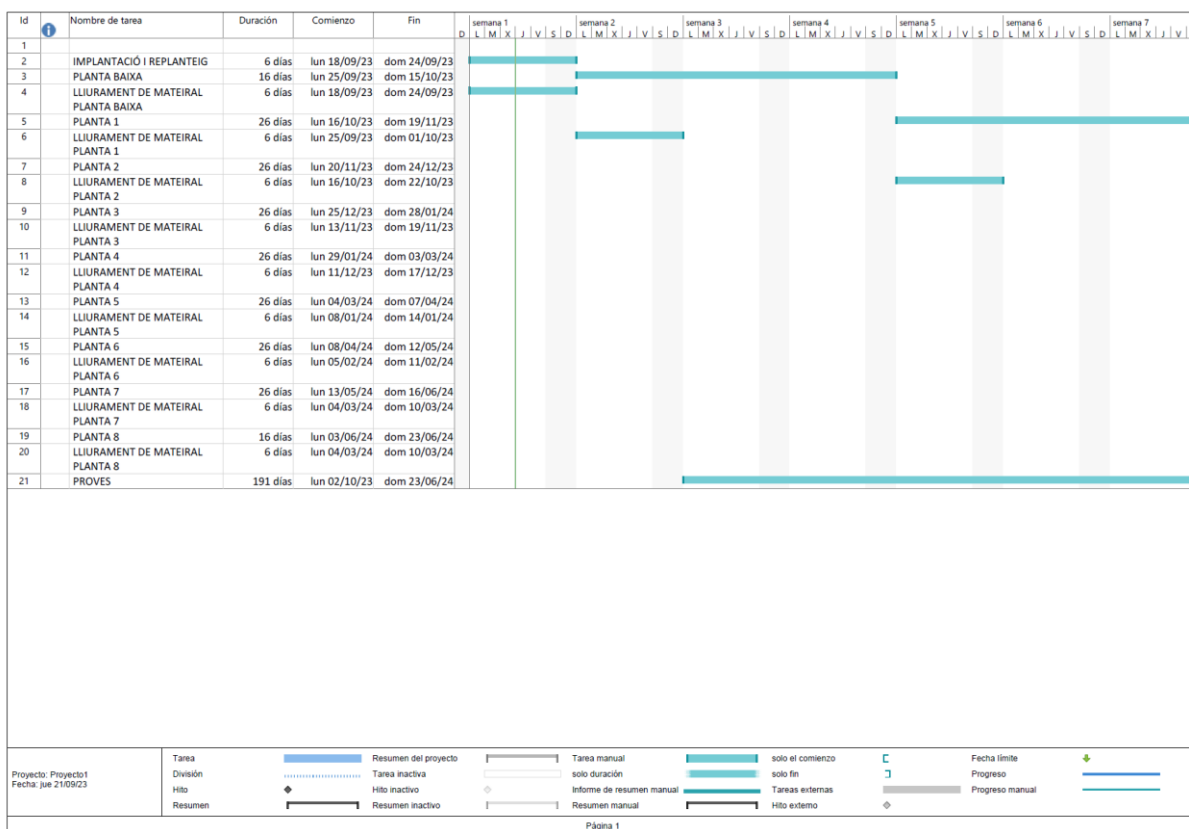 Id Nombre de tarea Duración Comienzo Fin semana 1 semana 2 semana 3 semana 4 semana 5 semana 6 semana 7
D L M X J V S D L M X J V S D L M X J V S D L M X J V S D L M X J V S D L M X J V S D L M X J V
1
2 IMPLANTACIÓ I REPLANTEIG 6 días lun 18/09/23 dom 24/09/23
3 PLANTA BAIXA 16 días lun 25/09/23 dom 15/10/23
4 LLIURAMENT DE MATEIRAL 6 días lun 18/09/23 dom 24/09/23
PLANTA BAIXA
5 PLANTA 1 26 días lun 16/10/23 dom 19/11/23
6 LLIURAMENT DE MATEIRAL 6 días lun 25/09/23 dom 01/10/23
PLANTA 1
7 PLANTA 2 26 días lun 20/11/23 dom 24/12/23
8 LLIURAMENT DE MATEIRAL 6 días lun 16/10/23 dom 22/10/23
PLANTA 2
9 PLANTA 3 26 días lun 25/12/23 dom 28/01/24
10 LLIURAMENT DE MATEIRAL 6 días lun 13/11/23 dom 19/11/23
PLANTA 3
11 PLANTA 4 26 días lun 29/01/24 dom 03/03/24
12 LLIURAMENT DE MATEIRAL 6 días lun 11/12/23 dom 17/12/23
PLANTA 4
13 PLANTA 5 26 días lun 04/03/24 dom 07/04/24
14 LLIURAMENT DE MATEIRAL 6 días lun 08/01/24 dom 14/01/24
PLANTA 5
15 PLANTA 6 26 días lun 08/04/24 dom 12/05/24
16 LLIURAMENT DE MATEIRAL 6 días lun 05/02/24 dom 11/02/24
PLANTA 6
17 PLANTA 7 26 días lun 13/05/24 dom 16/06/24
18 LLIURAMENT DE MATEIRAL 6 días lun 04/03/24 dom 10/03/24
PLANTA 7
19 PLANTA 8 16 días lun 03/06/24 dom 23/06/24
20 LLIURAMENT DE MATEIRAL 6 días lun 04/03/24 dom 10/03/24
PLANTA 8
21 PROVES 191 días lun 02/10/23 dom 23/06/24
Proyecto: Proyecto1
Fecha: jue 21/09/23
Tarea Resumen del proyecto Tarea manual solo el comienzo Fecha límite
División Tarea inactiva solo duración solo fin Progreso
Hito Hito inactivo Informe de resumen manual Tareas externas Progreso manual
Resumen Resumen inactivo Resumen manual Hito externo
Página 1